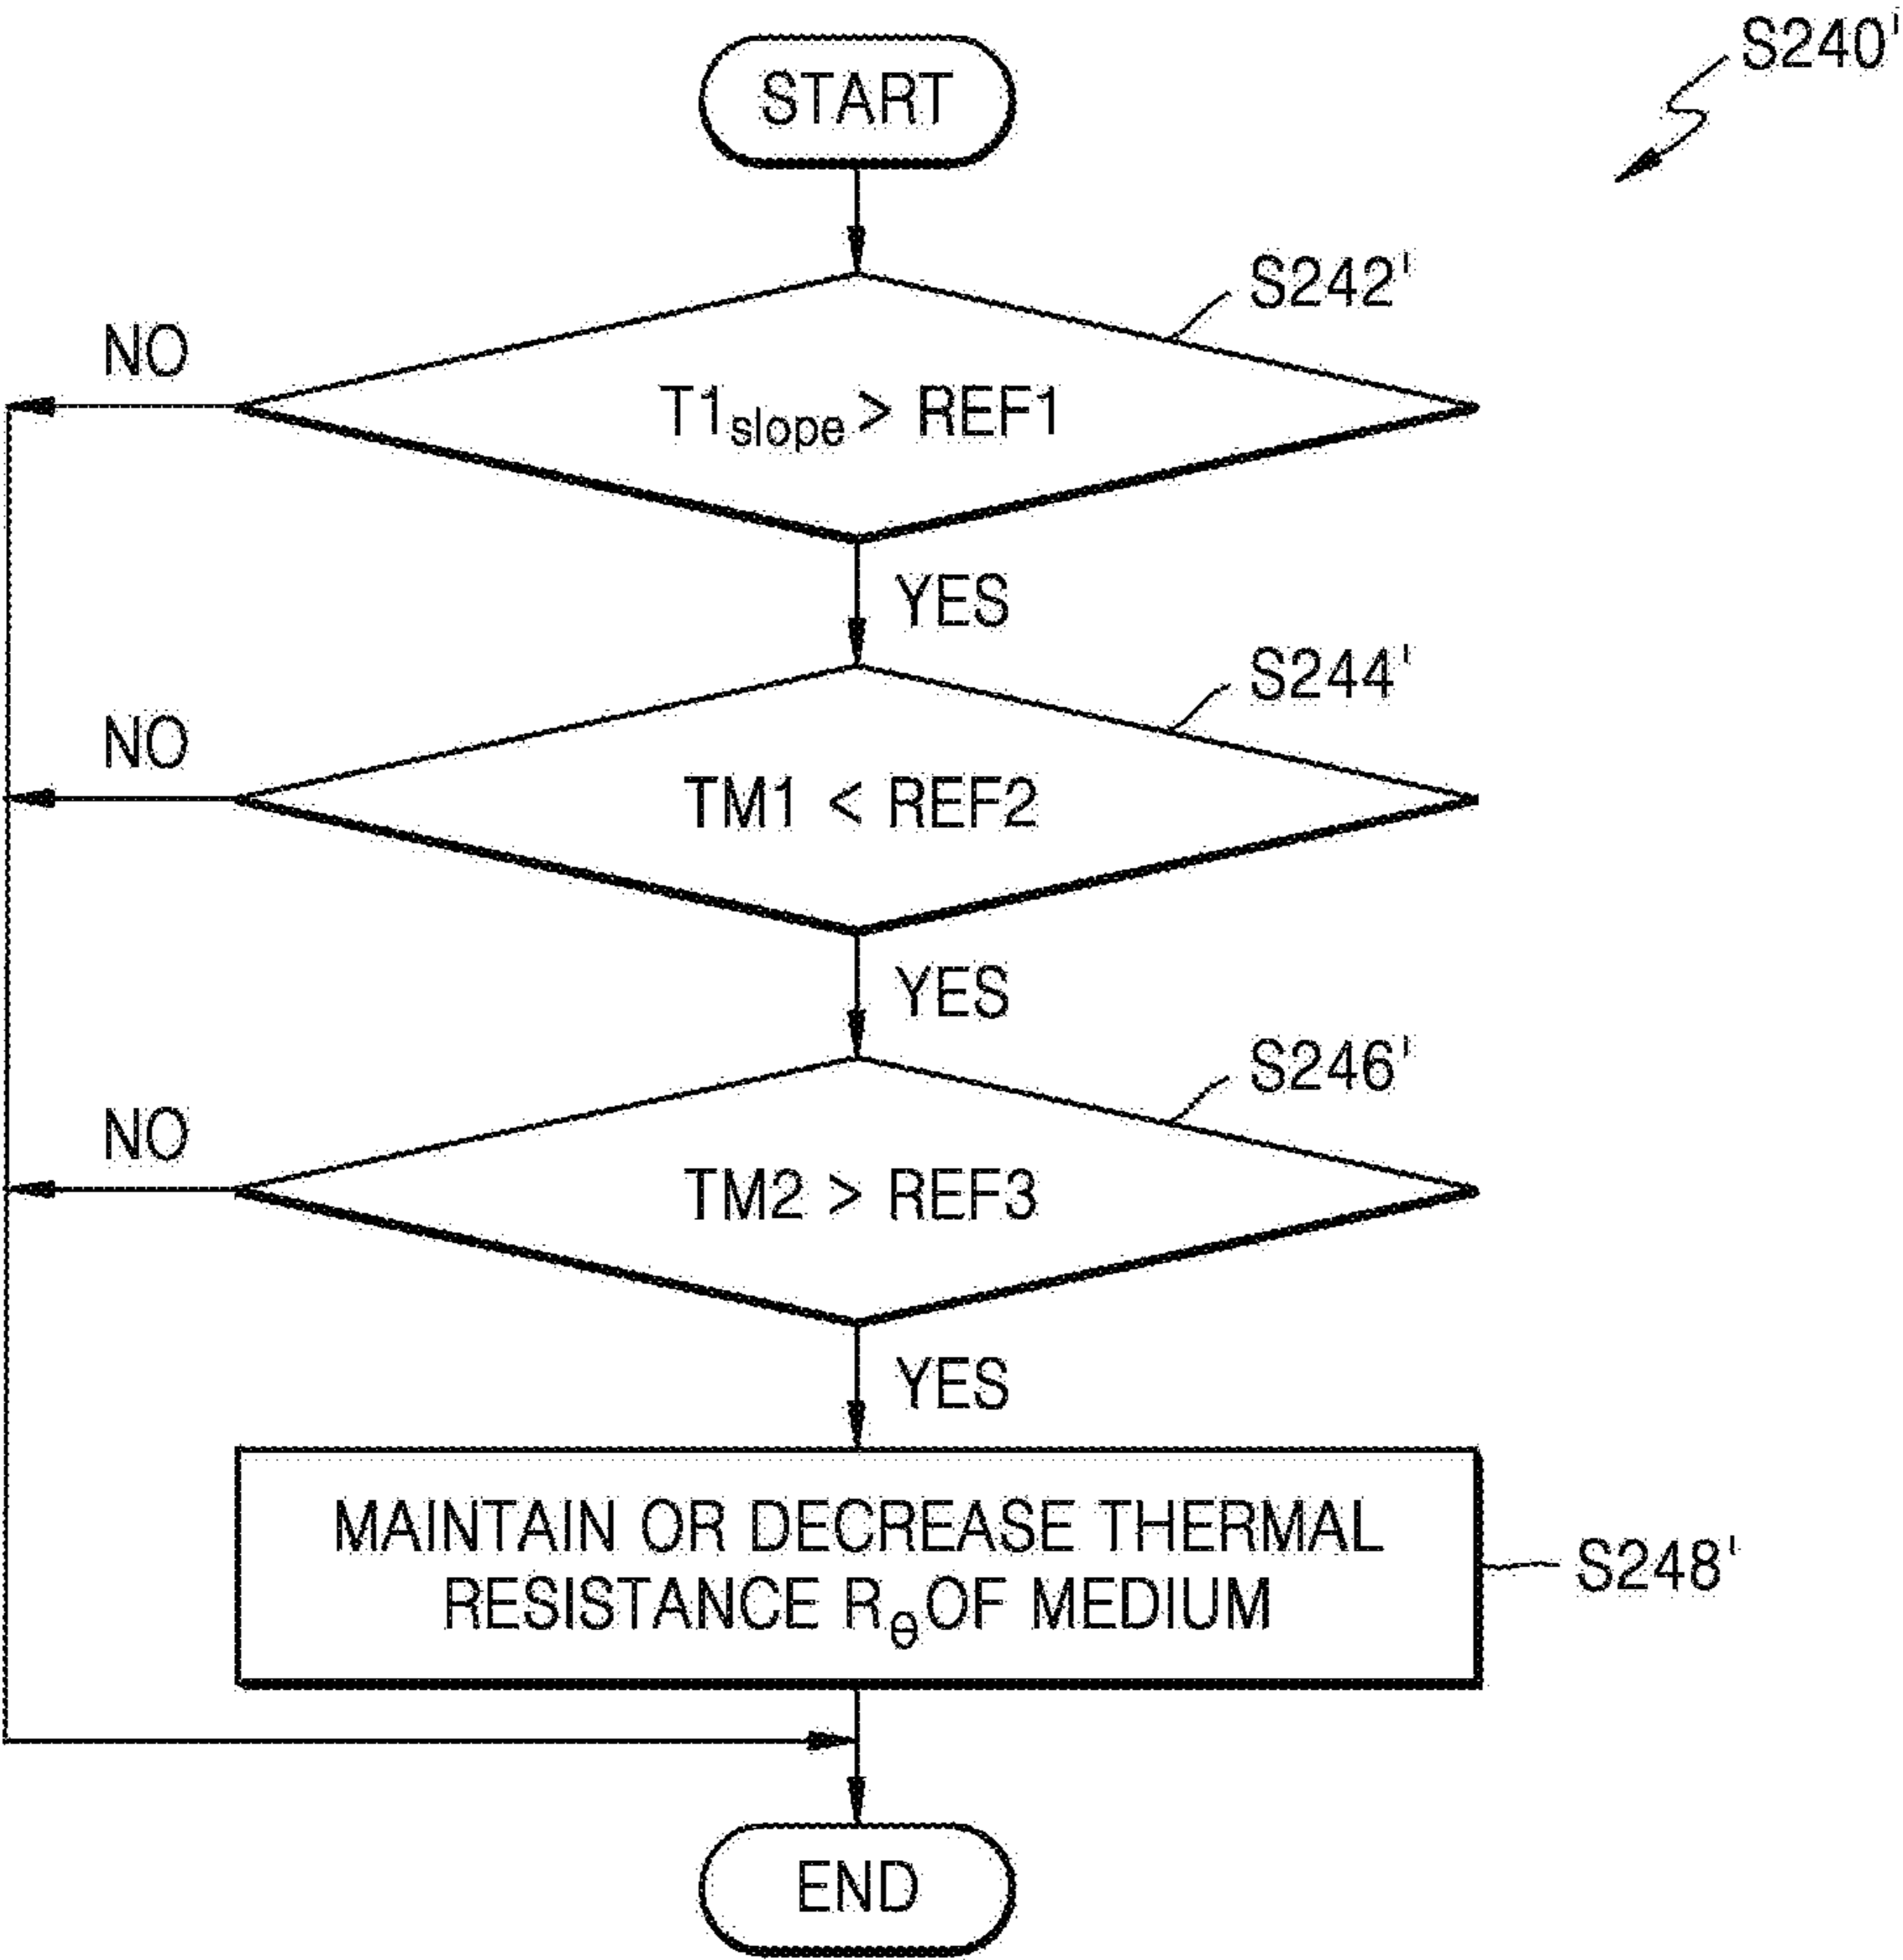 S240'
START
S242'
NO
T1slope > REF1
YES
S244'
NO
TM1 < REF2
YES
S246'
NO
TM2 > REF3
YES
MAINTAIN OR DECREASE THERMAL
RESISTANCE Rθ OF MEDIUM
S248'
END